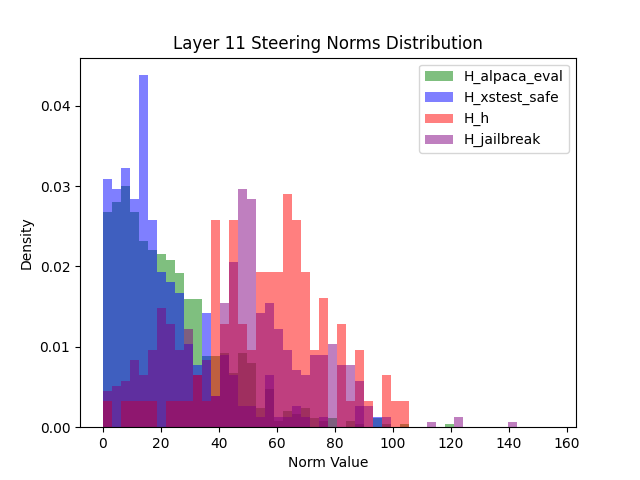 Layer 11 Steering Norms Distribution
H_alpaca_eval
H_xstest_safe
H_h
H_jailbreak
Density
0.04
0.03
0.02
0.01
0.00
0 20 40 60 80 100 120 140 160
Norm Value